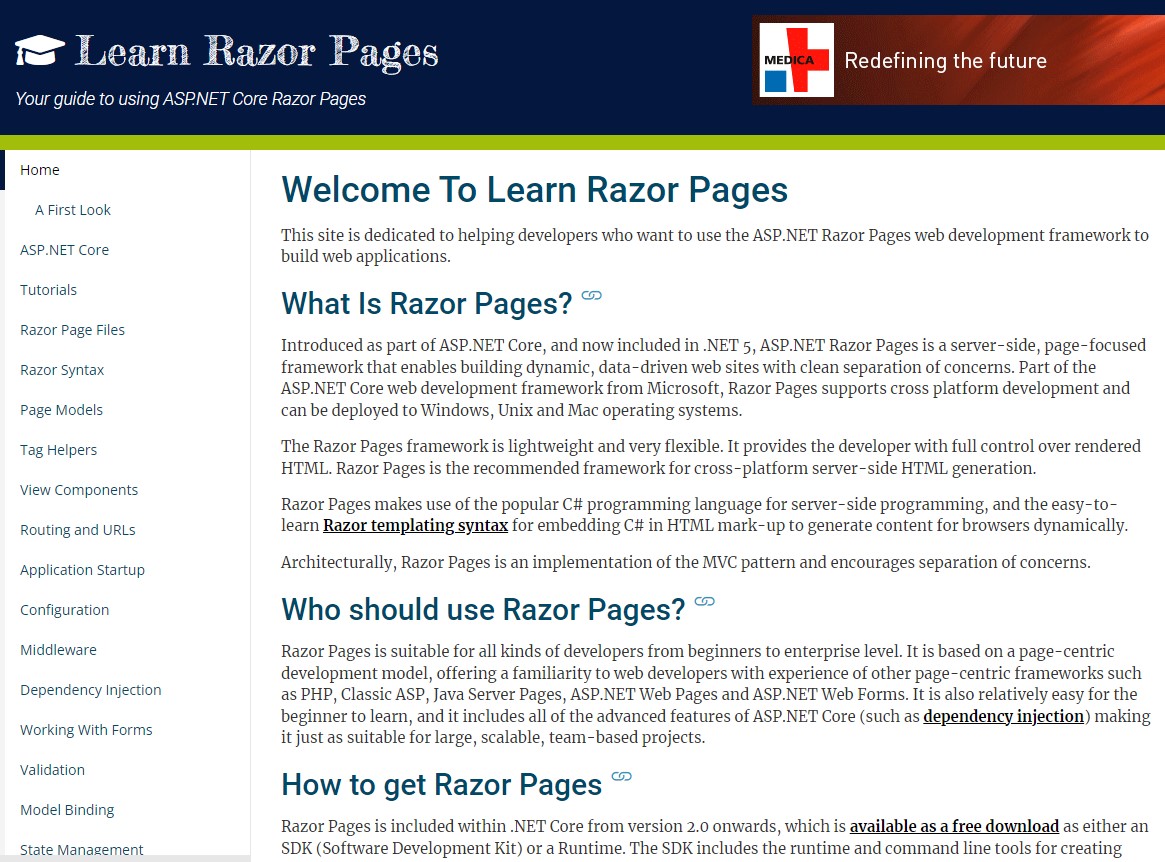 Learn Razor Pages
Your guide to using ASP.NET Core Razor Pages
MEDICA
Redefining the future
Home
A First Look
ASP.NET Core
Tutorials
Razor Page Files
Razor Syntax
Page Models
Tag Helpers
View Components
Routing and URLs
Application Startup
Configuration
Middleware
Dependency Injection
Working With Forms
Validation
Model Binding
State Management
Welcome To Learn Razor Pages
This site is dedicated to helping developers who want to use the ASP.NET Razor Pages web development framework to
build web applications.
What Is Razor Pages?
Introduced as part of ASP.NET Core, and now included in .NET 5, ASP.NET Razor Pages is a server-side, page-focused
framework that enables building dynamic, data-driven web sites with clean separation of concerns. Part of the
ASP.NET Core web development framework from Microsoft, Razor Pages supports cross platform development and
can be deployed to Windows, Unix and Mac operating systems.
The Razor Pages framework is lightweight and very flexible. It provides the developer with full control over rendered
HTML. Razor Pages is the recommended framework for cross-platform server-side HTML generation.
Razor Pages makes use of the popular C# programming language for server-side programming, and the easy-to-
learn Razor templating syntax for embedding C# in HTML mark-up to generate content for browsers dynamically.
Architecturally, Razor Pages is an implementation of the MVC pattern and encourages separation of concerns.
Who should use Razor Pages?
Razor Pages is suitable for all kinds of developers from beginners to enterprise level. It is based on a page-centric
development model, offering a familiarity to web developers with experience of other page-centric frameworks such
as PHP, Classic ASP, Java Server Pages, ASP.NET Web Pages and ASP.NET Web Forms. It is also relatively easy for the
beginner to learn, and it includes all of the advanced features of ASP.NET Core (such as dependency injection) making
it just as suitable for large, scalable, team-based projects.
How to get Razor Pages
Razor Pages is included within .NET Core from version 2.0 onwards, which is available as a free download as either an
SDK (Software Development Kit) or a Runtime. The SDK includes the runtime and command line tools for creating